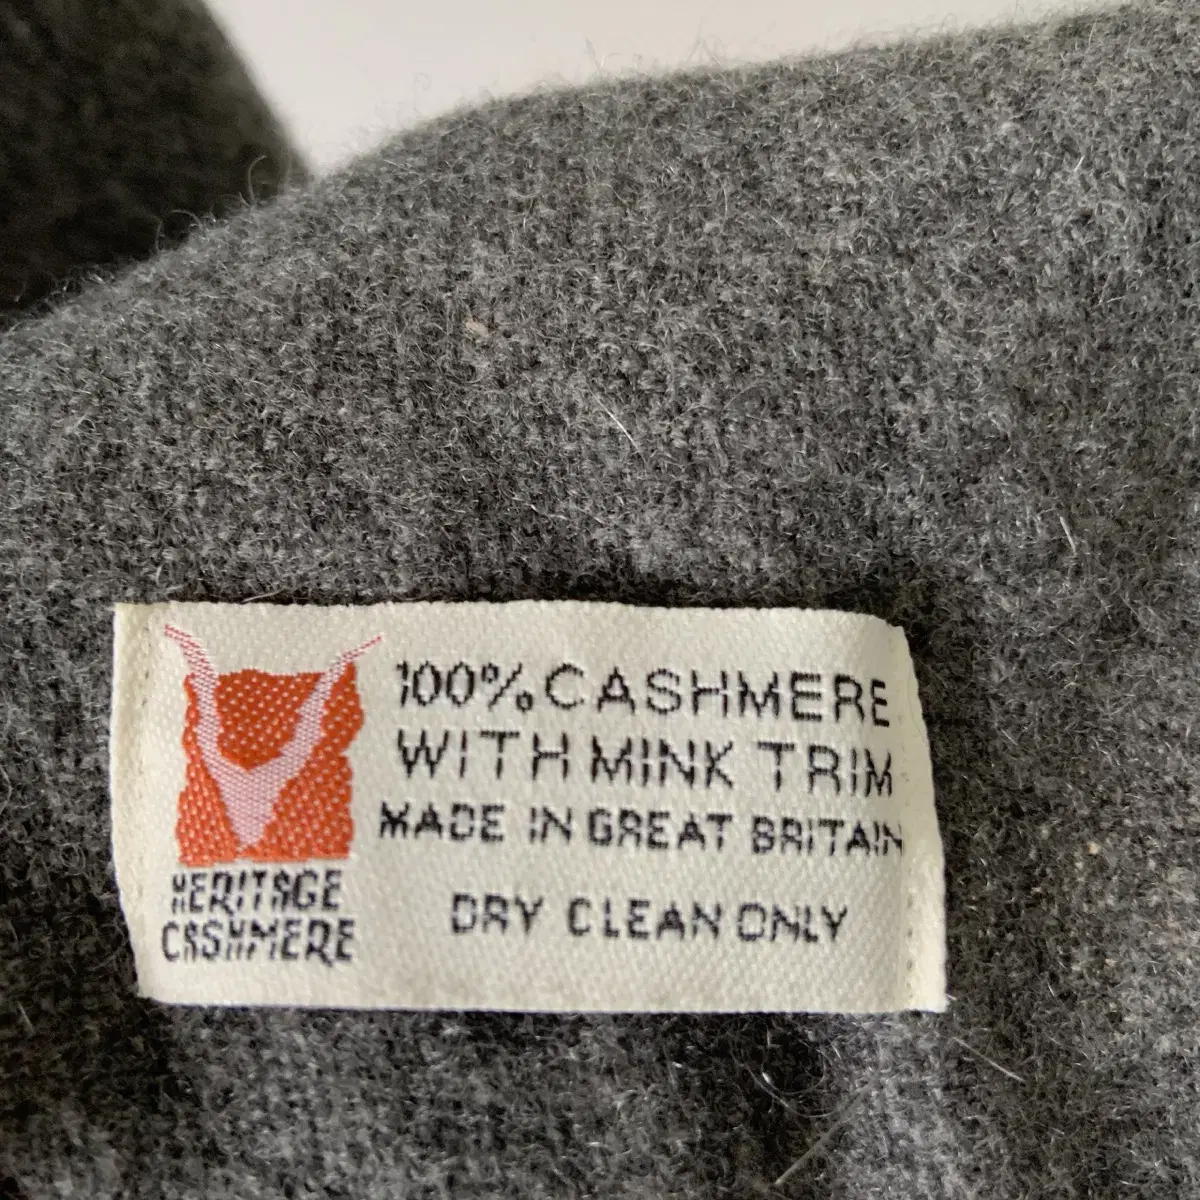 100% CASHMERE
WITH MINK TRIM
MADE IN GREAT BRITAIN
DRY CLEAN ONLY
HERITAGE
CASHMERE